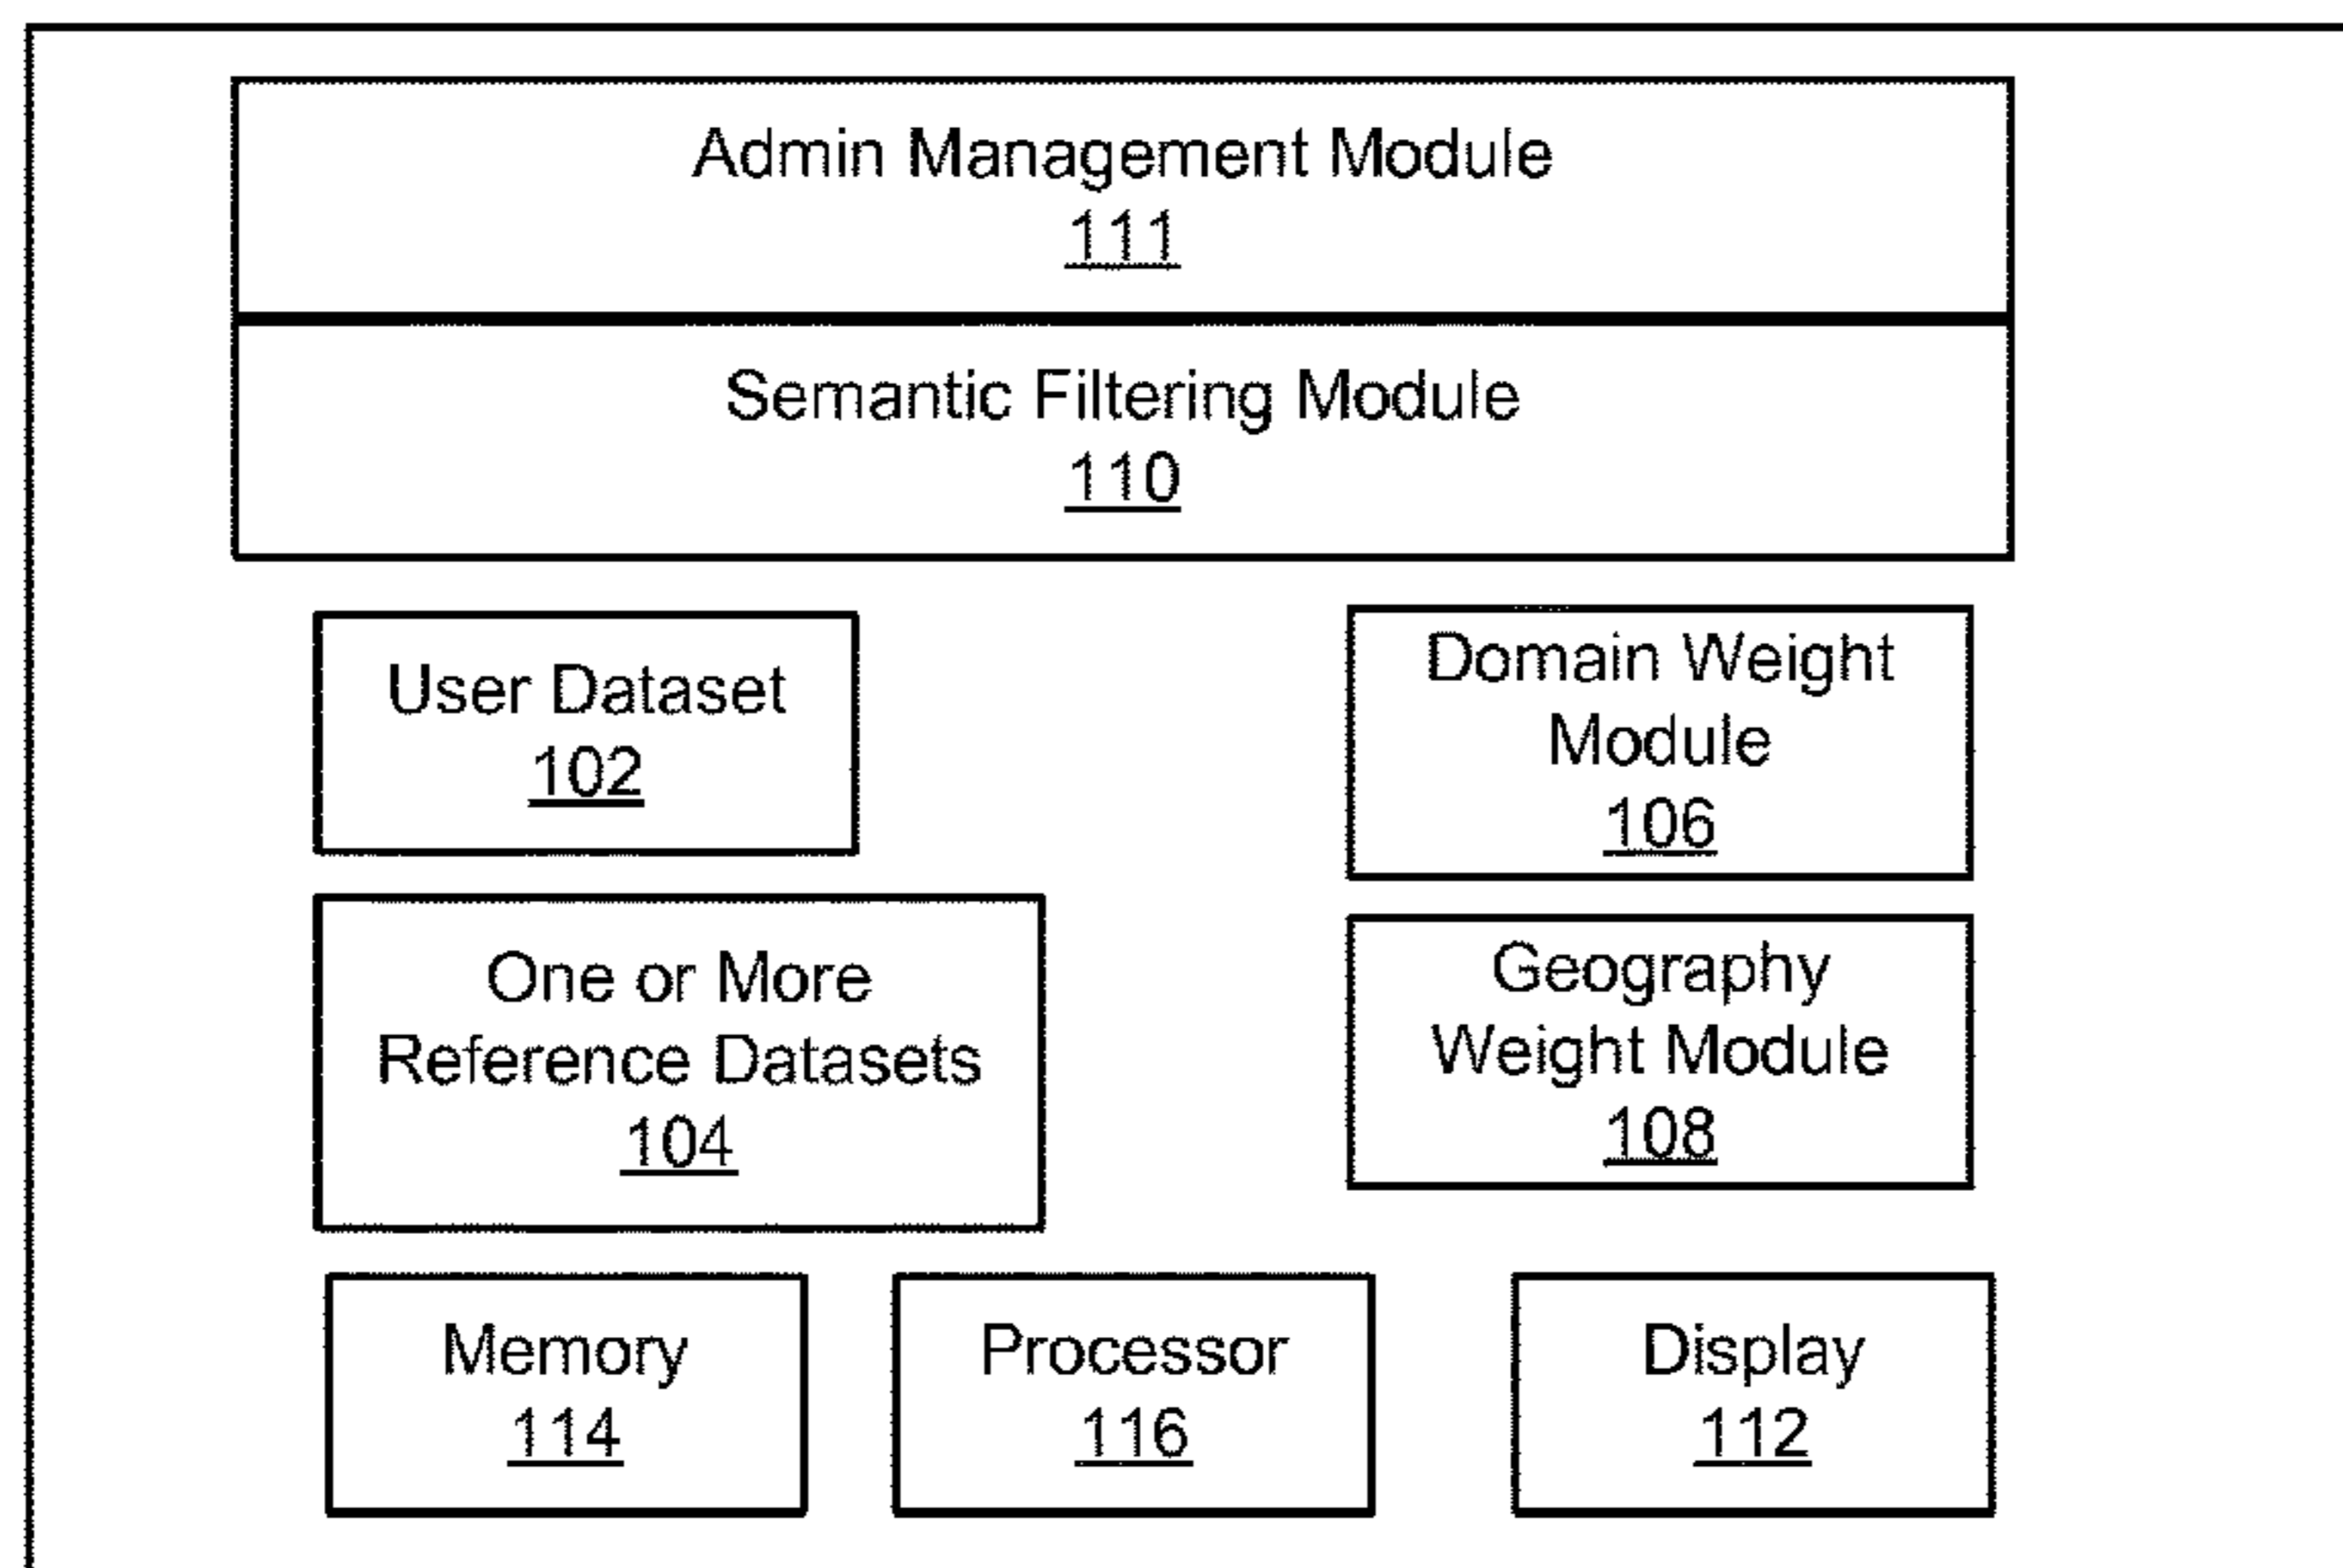 Admin Management Module
111
Semantic Filtering Module
110
User Dataset
102
Domain Weight
Module
106
One or More
Reference Datasets
104
Geography
Weight Module
108
Memory
114
Processor
116
Display
112